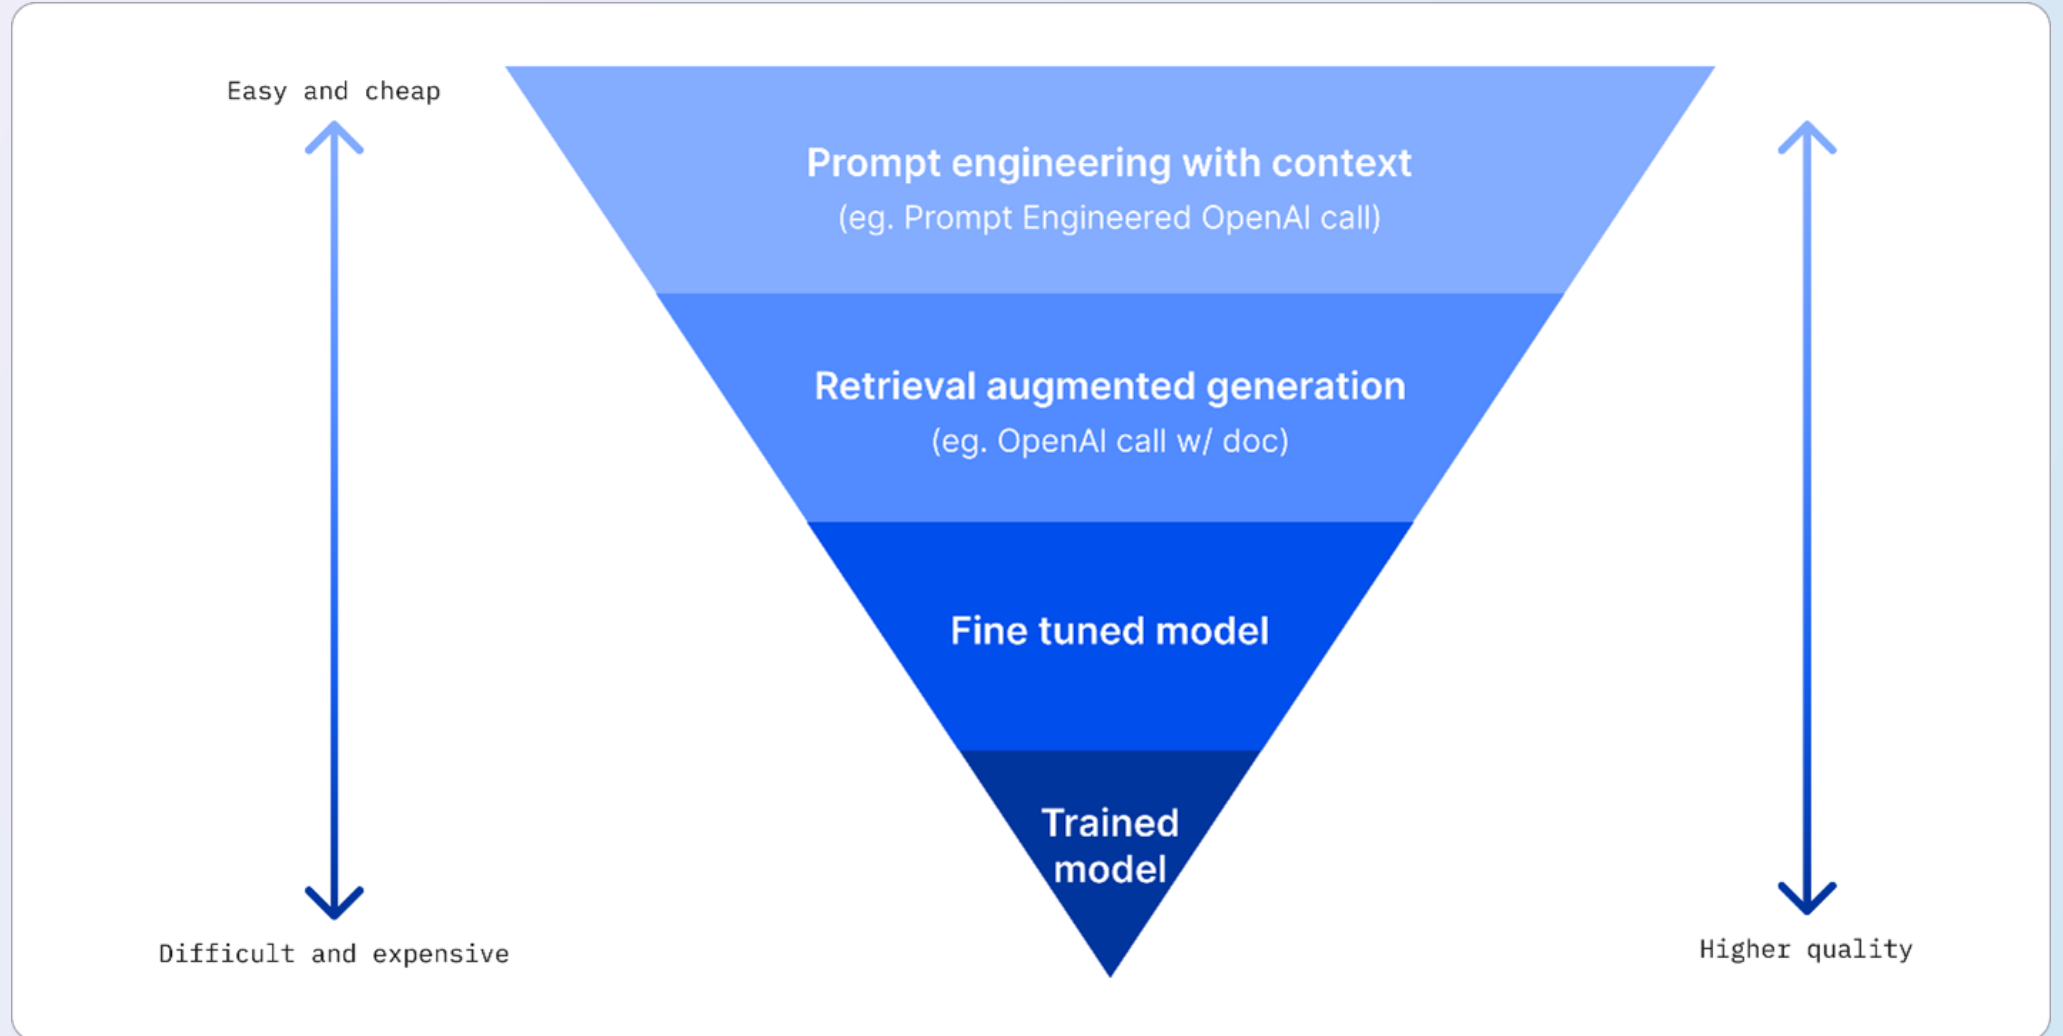 Easy and cheap
Prompt engineering with context
(eg. Prompt Engineered OpenAI call)
Retrieval augmented generation
(eg. OpenAI call w/ doc)
Fine tuned model
Trained
model
Difficult and expensive
Higher quality